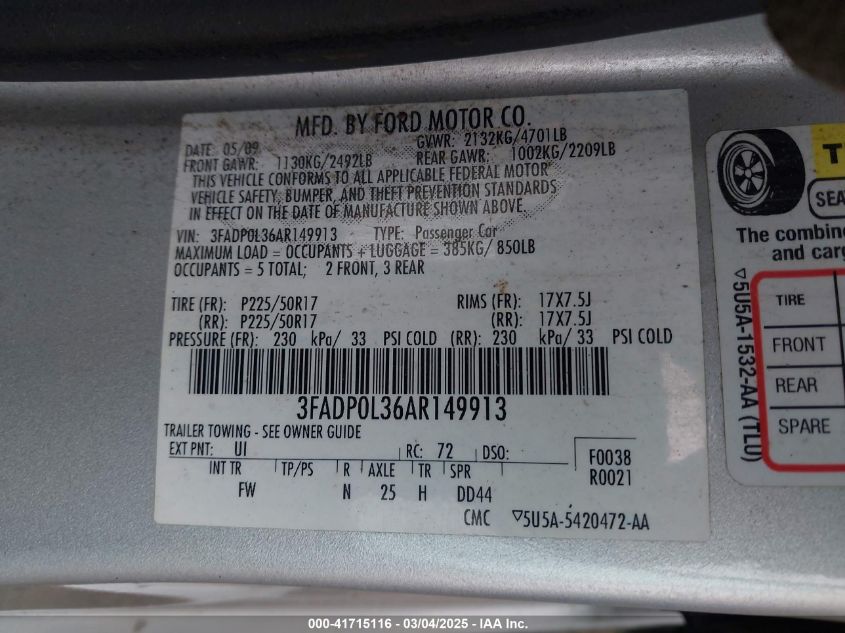 MFD. BY FORD MOTOR CO.
DATE: 05/09 GVWR: 2132KG/4701LB
FRONT GAWR: 1130KG/2492LB REAR GAWR: 1002KG/2209LB
THIS VEHICLE CONFORMS TO ALL APPLICABLE FEDERAL MOTOR
VEHICLE SAFETY, BUMPER, AND THEFT PREVENTION STANDARDS
IN EFFECT ON THE DATE OF MANUFACTURE SHOWN ABOVE.
VIN: 3FADP0L36AR149913 TYPE: Passenger Car
MAXIMUM LOAD = OCCUPANTS + LUGGAGE = 385KG/ 850LB
OCCUPANTS = 5 TOTAL; 2 FRONT, 3 REAR
TIRE (FR): P225/50R17 RIMS (FR): 17X7.5J
(RR): P225/50R17 (RR): 17X7.5J
PRESSURE (FR): 230 kPa/ 33 PSI COLD (RR): 230 kPa/ 33 PSI COLD
3FADP0L36AR149913
TRAILER TOWING - SEE OWNER GUIDE
EXT PNT: UI RC: 72 DSO:
INT TR TP/PS R AXLE TR SPR
FW N 25 H DD44
F0038
R0021
CMC ▽5U5A-5420472-AA
T
SEA
The combine
and carg
TIRE
FRONT
REAR
SPARE
▽5U5A-1532-AA (TLU)
000-41715116 - 03/04/2025 - IAAI Inc.